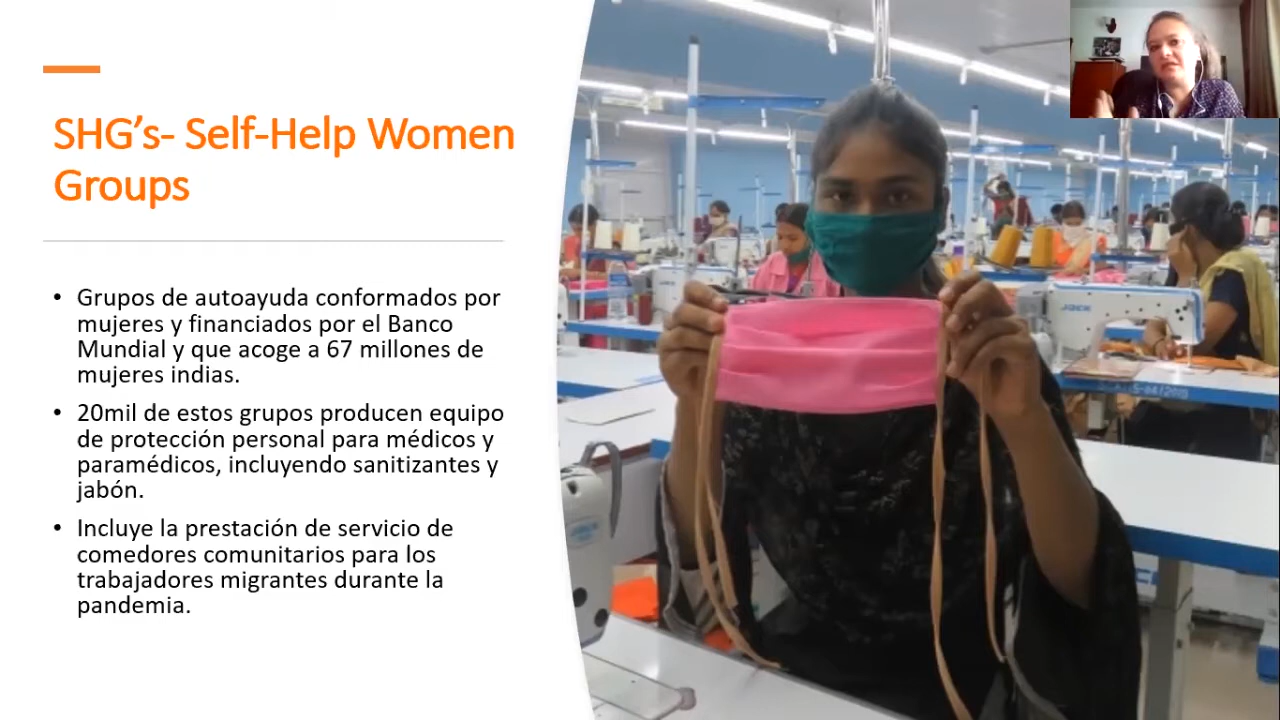 SHG’s- Self-Help Women
Groups
• Grupos de autoayuda conformados por
mujeres y financiados por el Banco
Mundial y que acoge a 67 millones de
mujeres indias.
• 20mil de estos grupos producen equipo
de protección personal para médicos y
paramédicos, incluyendo sanitizantes y
jabón.
• Incluye la prestación de servicio de
comedores comunitarios para los
trabajadores migrantes durante la
pandemia.
JACK